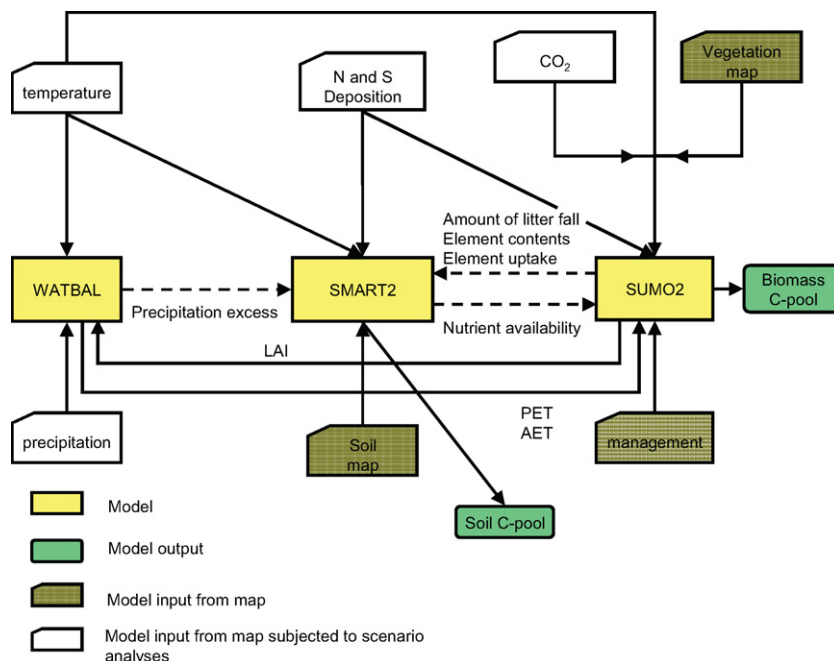 temperature
N and S
Deposition
CO2
Vegetation
map
Amount of litter fall
Element contents
Element uptake
WATBAL
Precipitation excess
SMART2
Nutrient availability
SUMO2
Biomass
C-pool
LAI
PET
AET
precipitation
Soil
map
management
Soil C-pool
Model
Model output
Model input from map
Model input from map subjected to scenario
analyses